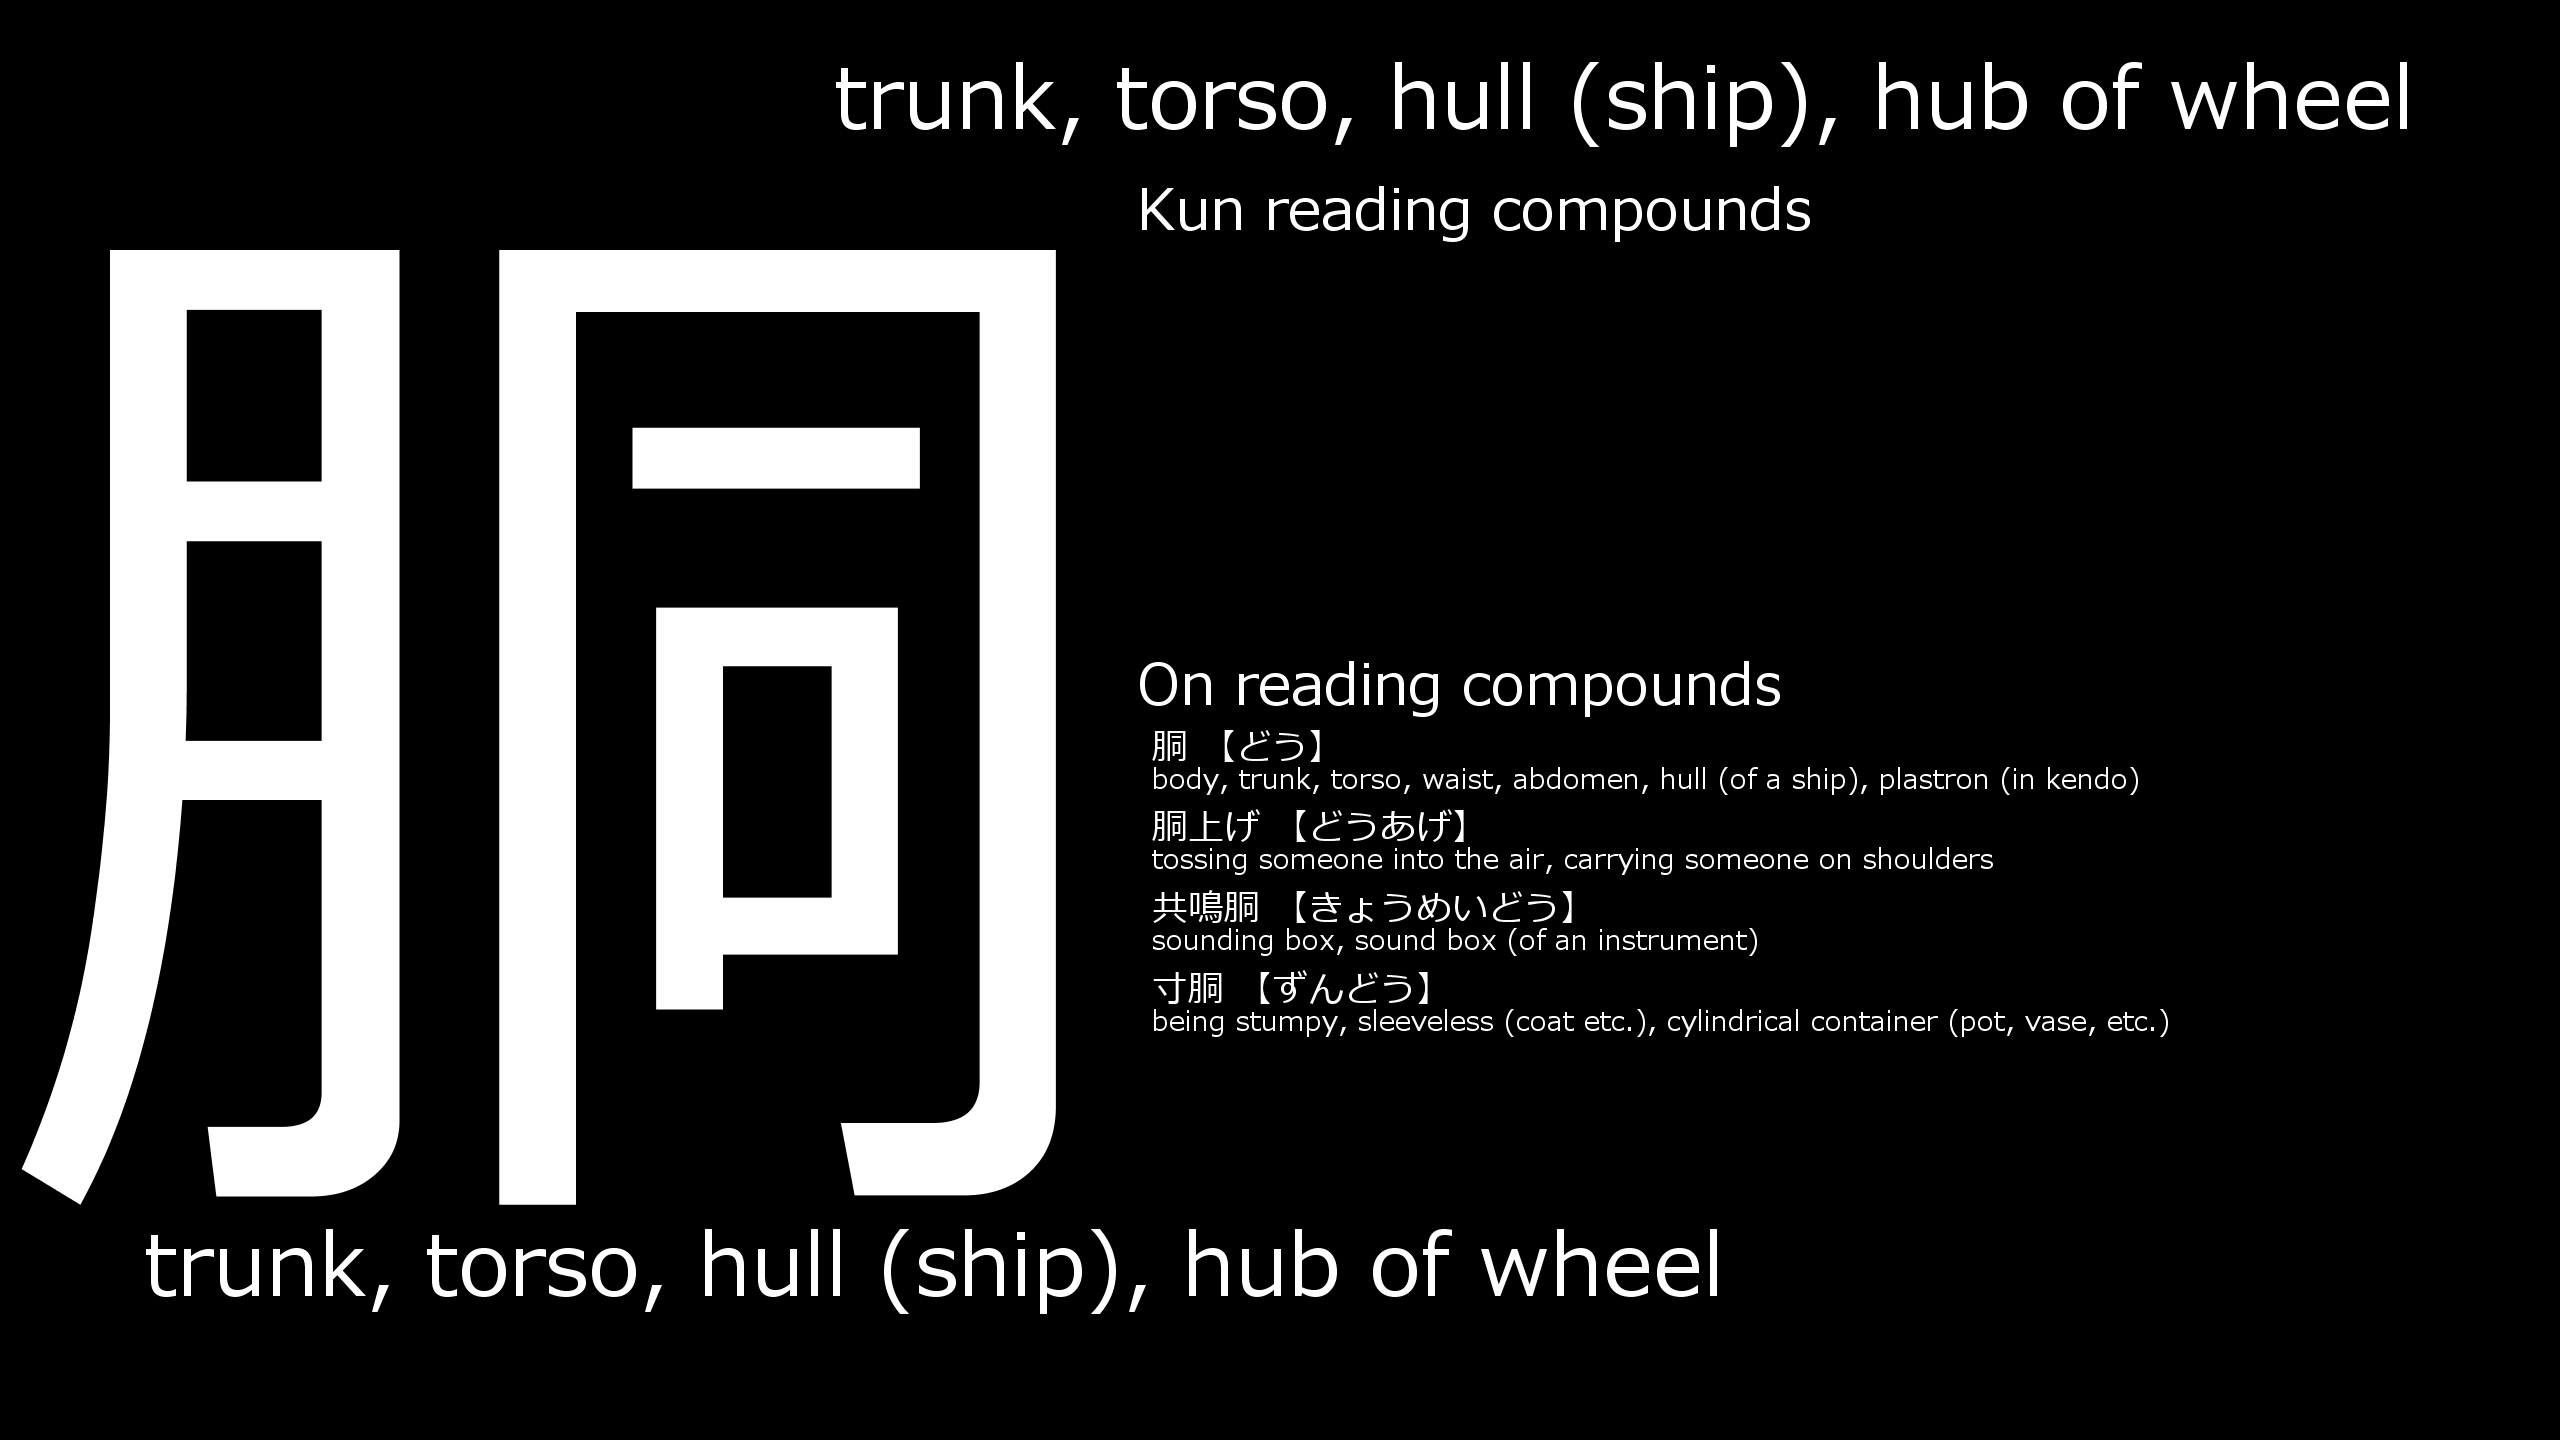 trunk, torso, hull (ship), hub of wheel
Kun reading compounds
胴
On reading compounds
胴 【どう】
body, trunk, torso, waist, abdomen, hull (of a ship), plastron (in kendo)
胴上げ 【どうあげ】
tossing someone into the air, carrying someone on shoulders
共鳴胴 【きょうめいどう】
sounding box, sound box (of an instrument)
寸胴 【ずんどう】
being stumpy, sleeveless (coat etc.), cylindrical container (pot, vase, etc.)
trunk, torso, hull (ship), hub of wheel